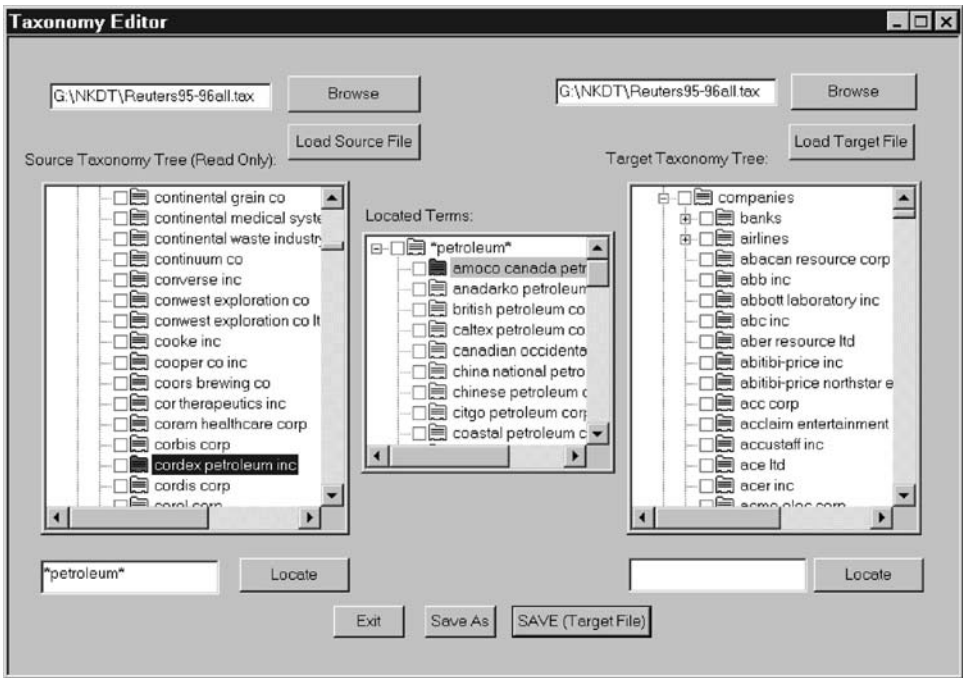 Taxonomy Editor
G:\NKDT\Reuters95-96all.tax
Browse
G:\NKDT\Reuters95-96all.tax
Browse
Load Source File
Load Target File
Source Taxonomy Tree (Read Only):
Target Taxonomy Tree:
continental grain co
continental medical syste
continental waste industry
continuum co
converse inc
conwest exploration co
conwest exploration co lt
cooke inc
cooper co inc
coors brewing co
cor therapeutics inc
coram healthcare corp
corbis corp
cordex petroleum inc
cordis corp
corel corp
Located Terms:
*petroleum*
amoco canada petr
anadarko petroleum
british petroleum co
caltex petroleum co
canadian occidenta
china national petro
chinese petroleum c
citgo petroleum corp
coastal petroleum c
companies
banks
airlines
abacan resource corp
abb inc
abbott laboratory inc
abc inc
aber resource ltd
abitibi-price inc
abitibi-price northstar e
acc corp
acclaim entertainment
accustaff inc
ace ltd
acer inc
*petroleum*
Locate
Locate
Exit
Save As
SAVE (Target File)